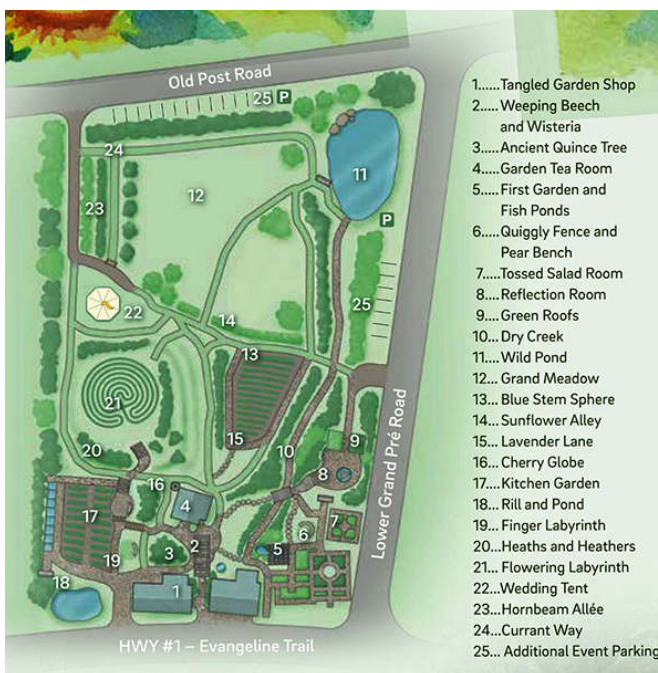 Old Post Road
25 P
24
12
11
23
P
22
25
14
13
21
15
10
20
9
16
8
4
17
6
7
2
5
3
19
18
1
Lower Grand Pré Road
HWY #1 – Evangeline Trail
1......Tangled Garden Shop
2.....Weeping Beech
and Wisteria
3.....Ancient Quince Tree
4.....Garden Tea Room
5.....First Garden and
Fish Ponds
6.....Quiggly Fence and
Pear Bench
7.....Tossed Salad Room
8.....Reflection Room
9.....Green Roofs
10....Dry Creek
11....Wild Pond
12....Grand Meadow
13....Blue Stem Sphere
14....Sunflower Alley
15....Lavender Lane
16....Cherry Globe
17....Kitchen Garden
18....Rill and Pond
19....Finger Labyrinth
20...Heaths and Heathers
21.... Flowering Labyrinth
22....Wedding Tent
23....Hornbeam Allée
24....Currant Way
25... Additional Event Parking